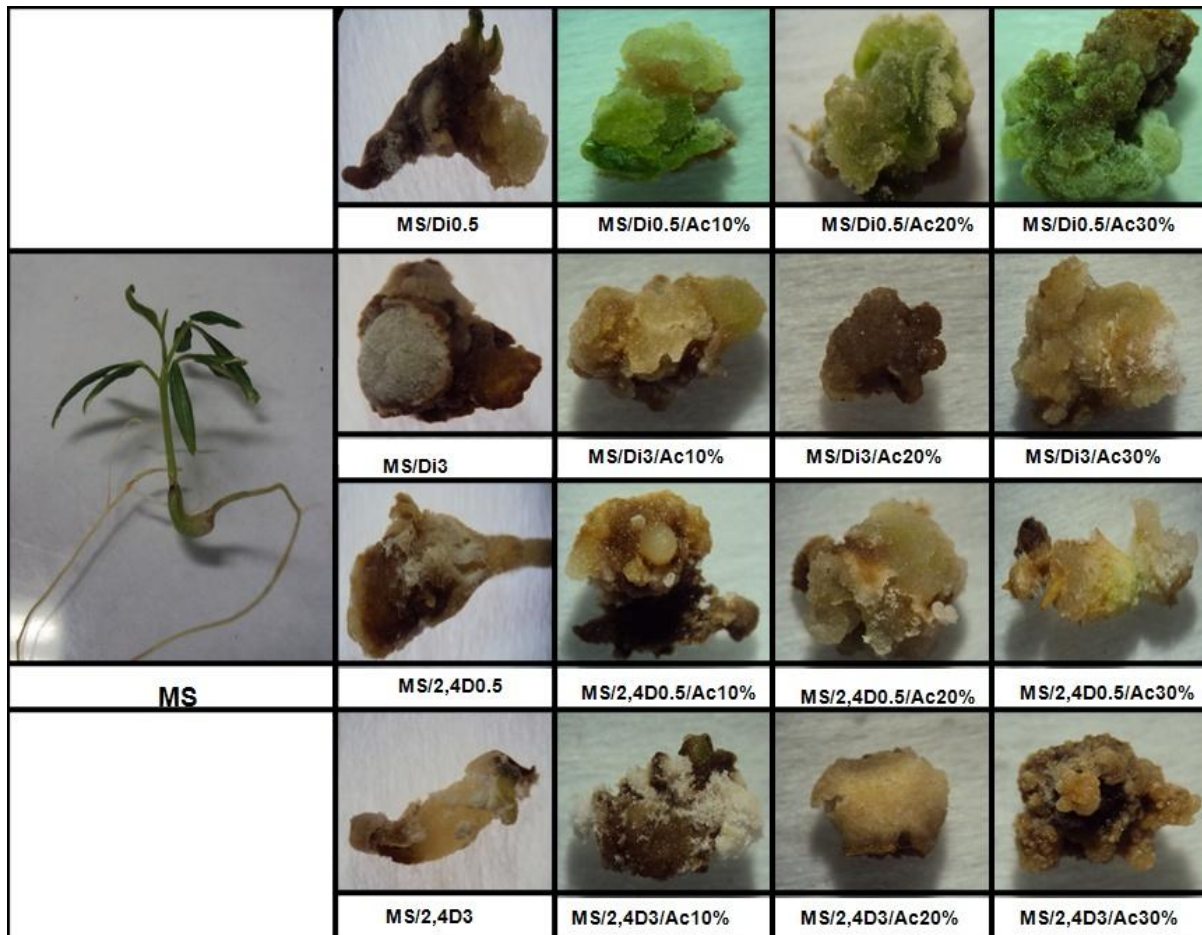 MS/Di0.5
MS/Di0.5/Ac10%
MS/Di0.5/Ac20%
MS/Di0.5/Ac30%
MS/Di3
MS/Di3/Ac10%
MS/Di3/Ac20%
MS/Di3/Ac30%
MS/2,4D0.5
MS/2,4D0.5/Ac10%
MS/2,4D0.5/Ac20%
MS/2,4D0.5/Ac30%
MS
MS/2,4D3
MS/2,4D3/Ac10%
MS/2,4D3/Ac20%
MS/2,4D3/Ac30%